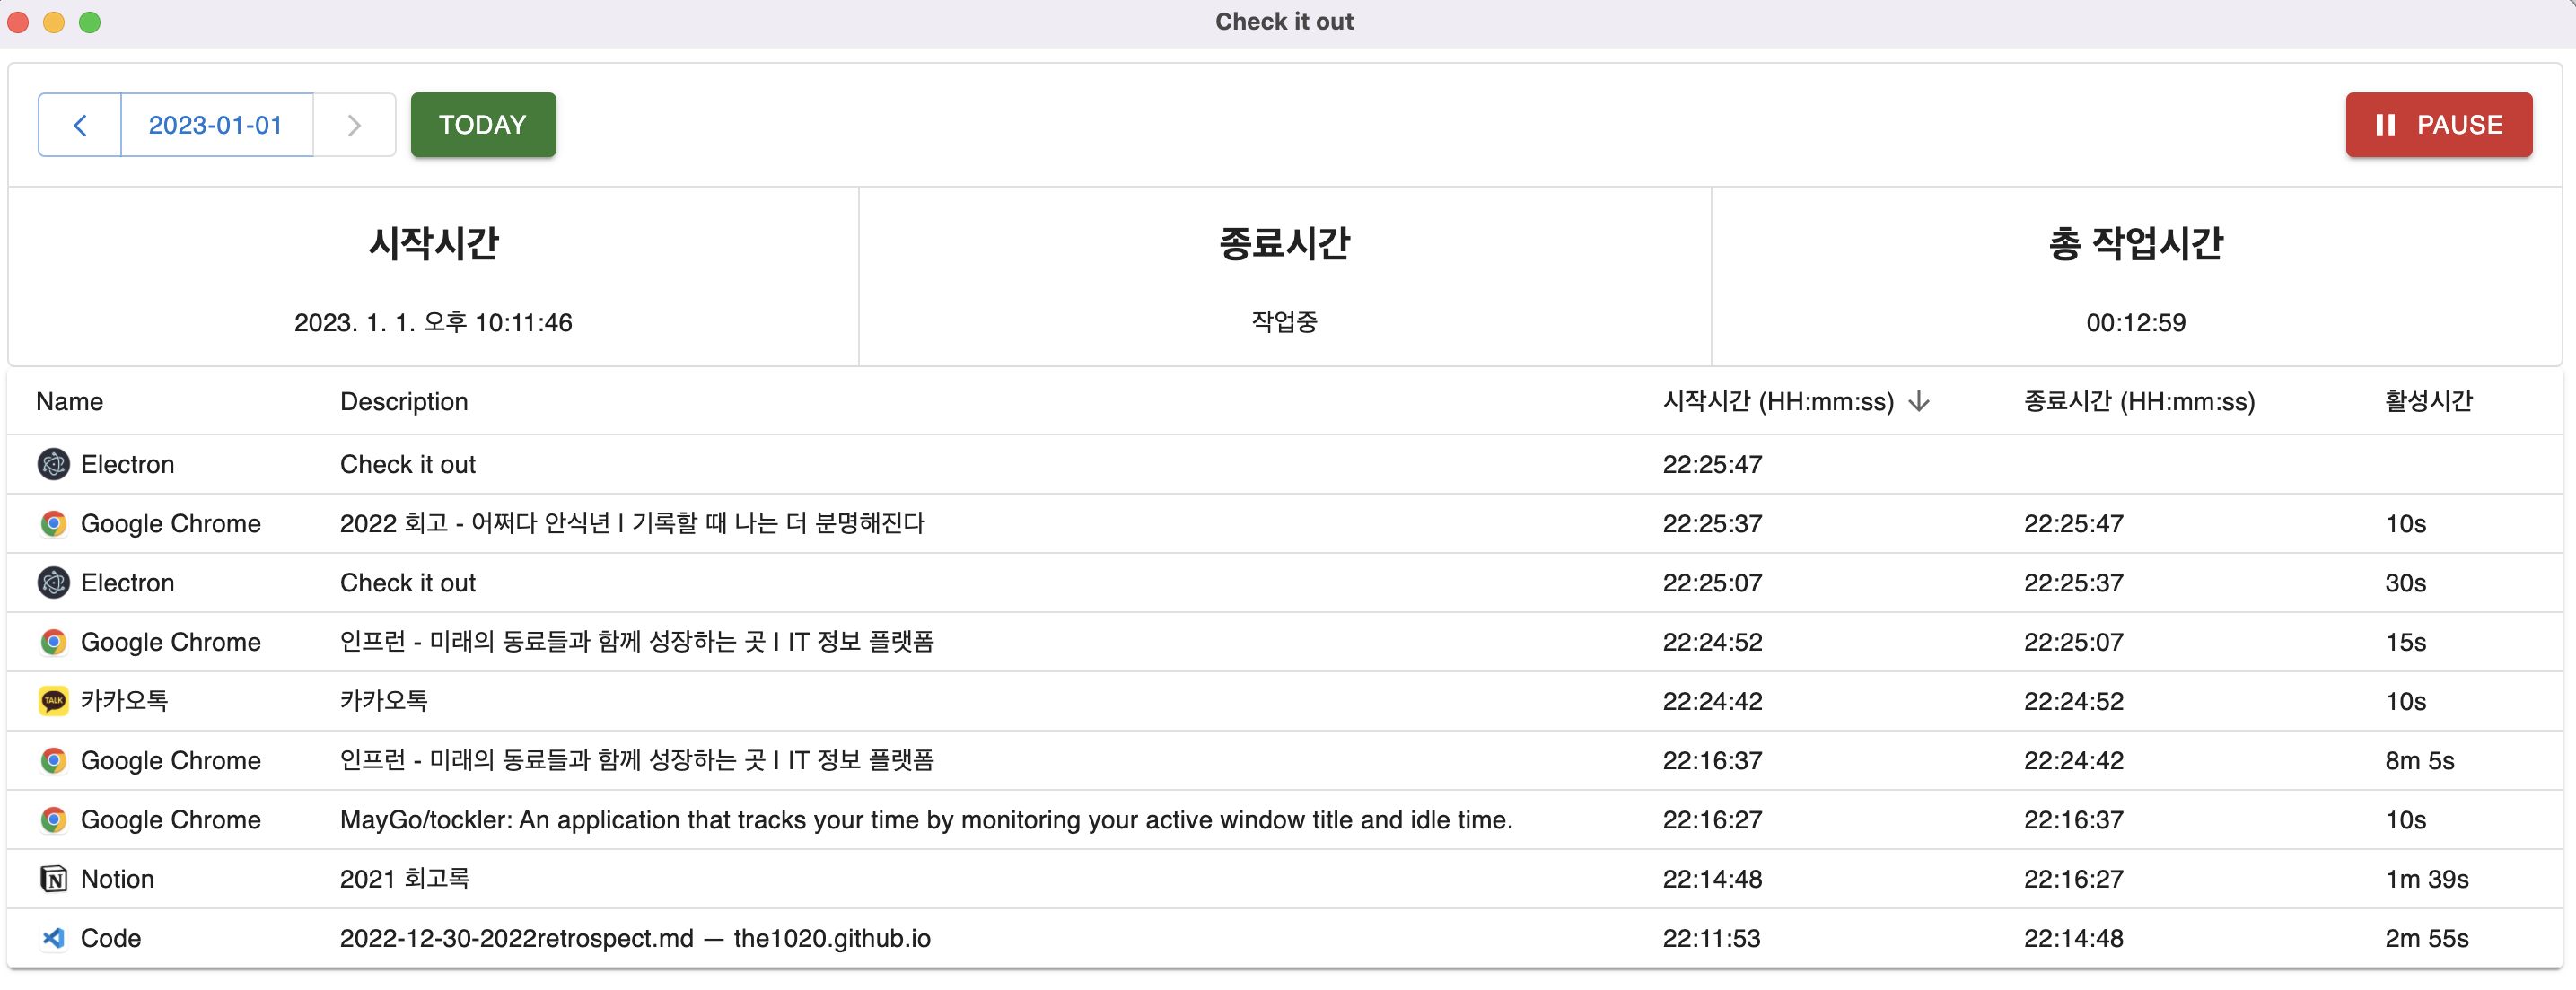 Check it out
2023-01-01 TODAY PAUSE
시작시간 종료시간 총 작업시간
2023. 1. 1. 오후 10:11:46 작업중 00:12:59
Name Description 시작시간 (HH:mm:ss) 종료시간 (HH:mm:ss) 활성시간
Electron Check it out 22:25:47
Google Chrome 2022 회고 - 어쩌다 안식년 | 기록할 때 나는 더 분명해진다 22:25:37 22:25:47 10s
Electron Check it out 22:25:07 22:25:37 30s
Google Chrome 인프런 - 미래의 동료들과 함께 성장하는 곳 | IT 정보 플랫폼 22:24:52 22:25:07 15s
TALK 카카오톡 카카오톡 22:24:42 22:24:52 10s
Google Chrome 인프런 - 미래의 동료들과 함께 성장하는 곳 | IT 정보 플랫폼 22:16:37 22:24:42 8m 5s
Google Chrome MayGo/tockler: An application that tracks your time by monitoring your active window title and idle time. 22:16:27 22:16:37 10s
N Notion 2021 회고록 22:14:48 22:16:27 1m 39s
Code 2022-12-30-2022retrospect.md — the1020.github.io 22:11:53 22:14:48 2m 55s